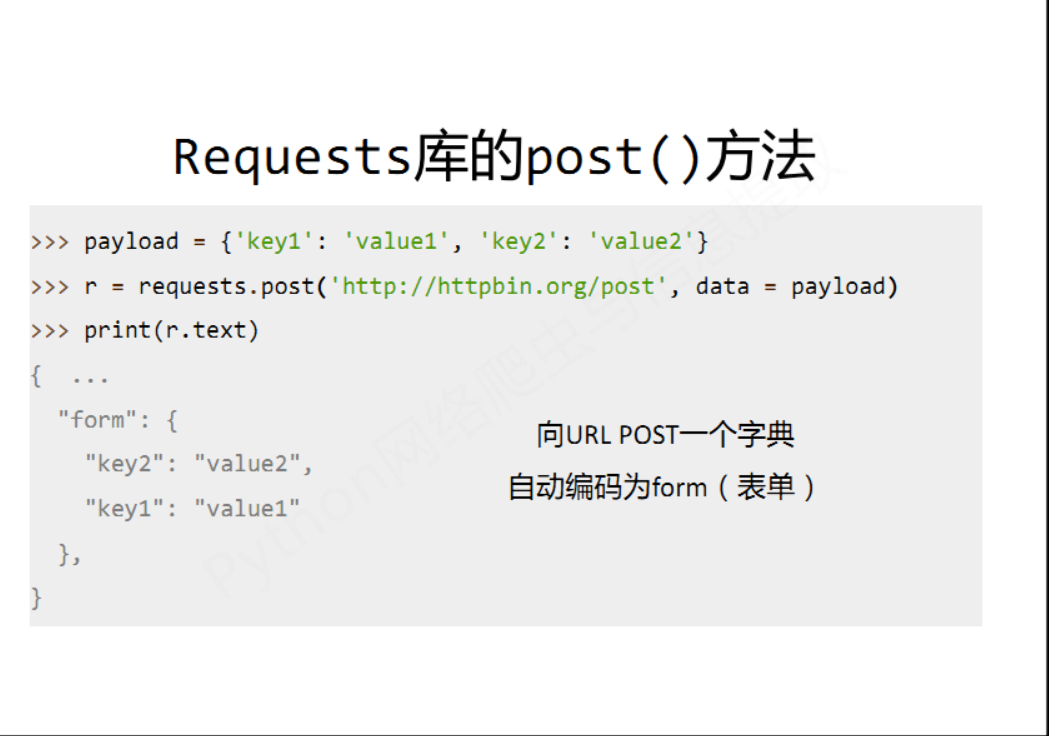 Requests库的post()方法
>>> payload = {'key1': 'value1', 'key2': 'value2'}
>>> r = requests.post('http://httpbin.org/post', data = payload)
>>> print(r.text)
{  ...
  "form": {
    "key2": "value2",
    "key1": "value1"
  },
}
向URL POST一个字典
自动编码为form（表单）
Python网络爬虫与信息提取